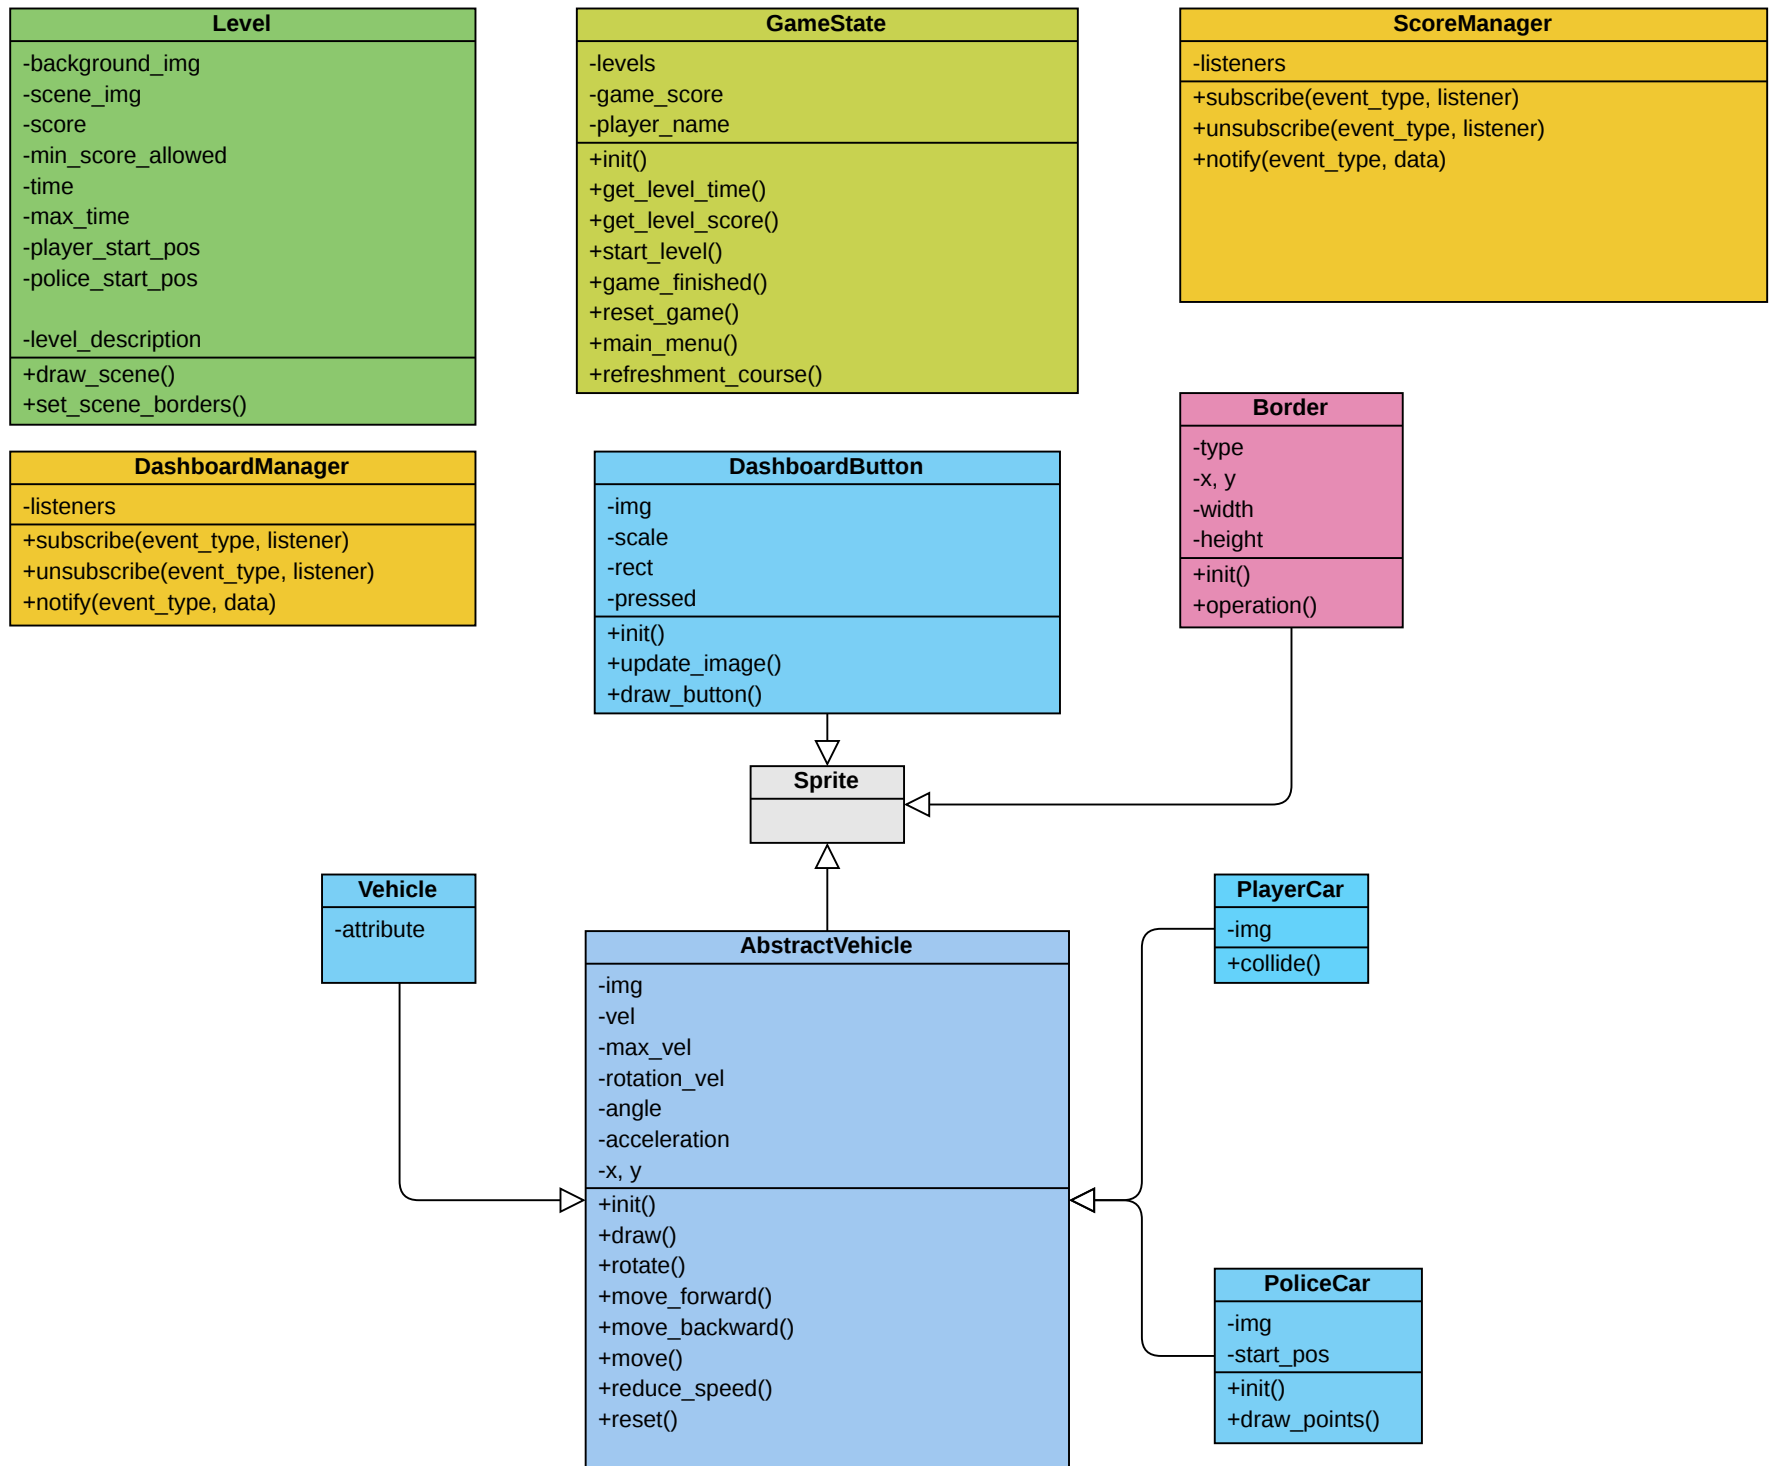 Level
-background_img
-scene_img
-score
-min_score_allowed
-time
-max_time
-player_start_pos
-police_start_pos
-level_description
+draw_scene()
+set_scene_borders()
GameState
-levels
-game_score
-player_name
+init()
+get_level_time()
+get_level_score()
+start_level()
+game_finished()
+reset_game()
+main_menu()
+refreshment_course()
ScoreManager
-listeners
+subscribe(event_type, listener)
+unsubscribe(event_type, listener)
+notify(event_type, data)
DashboardManager
-listeners
+subscribe(event_type, listener)
+unsubscribe(event_type, listener)
+notify(event_type, data)
DashboardButton
-img
-scale
-rect
-pressed
+init()
+update_image()
+draw_button()
Border
-type
-x, y
-width
-height
+init()
+operation()
Sprite
Vehicle
-attribute
AbstractVehicle
-img
-vel
-max_vel
-rotation_vel
-angle
-acceleration
-x, y
+init()
+draw()
+rotate()
+move_forward()
+move_backward()
+move()
+reduce_speed()
+reset()
PlayerCar
-img
+collide()
PoliceCar
-img
-start_pos
+init()
+draw_points()